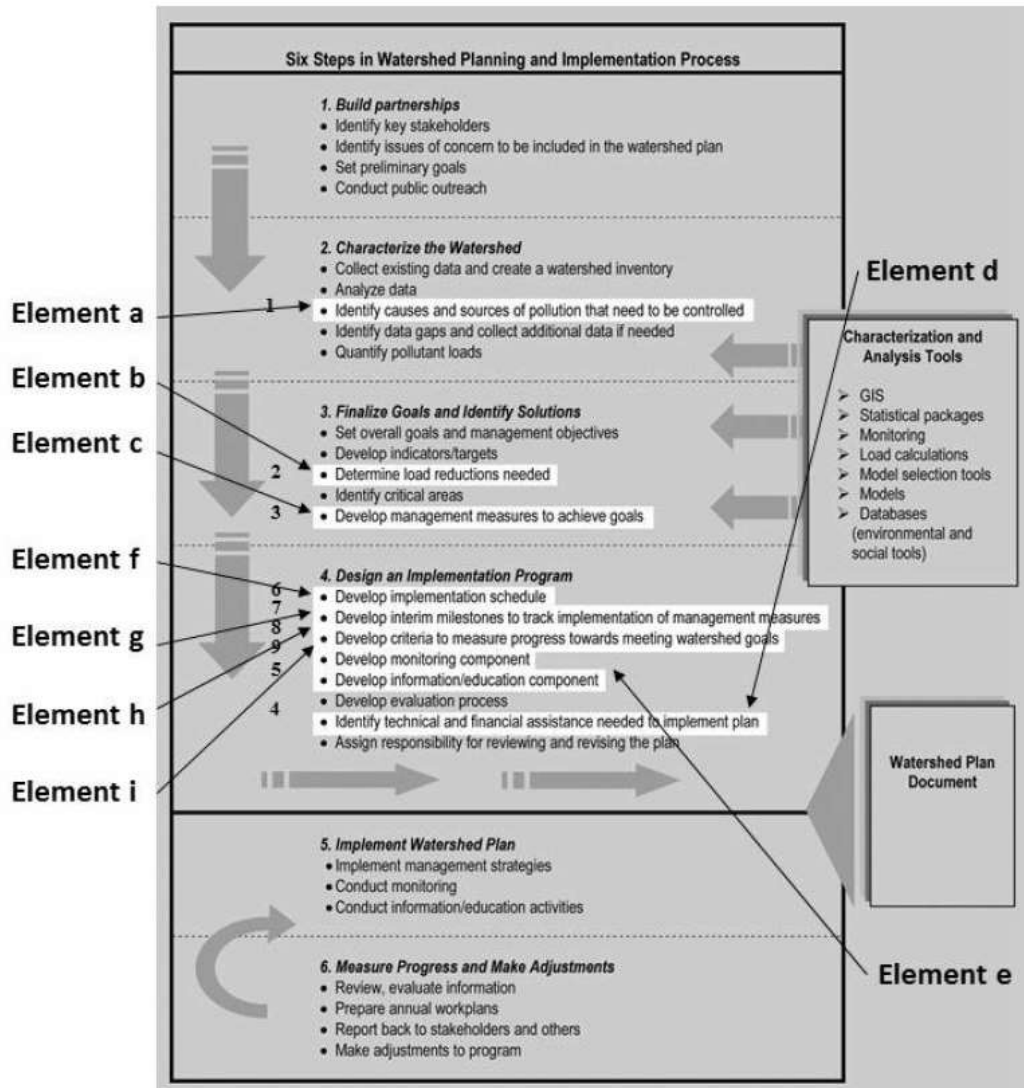 Six Steps in Watershed Planning and Implementation Process
1. Build partnerships
• Identify key stakeholders
• Identify issues of concern to be included in the watershed plan
• Set preliminary goals
• Conduct public outreach
2. Characterize the Watershed
• Collect existing data and create a watershed inventory
• Analyze data
1 • Identify causes and sources of pollution that need to be controlled
• Identify data gaps and collect additional data if needed
• Quantify pollutant loads
3. Finalize Goals and Identify Solutions
• Set overall goals and management objectives
• Develop indicators/targets
2 • Determine load reductions needed
• Identify critical areas
3 • Develop management measures to achieve goals
4. Design an Implementation Program
6 • Develop implementation schedule
7 • Develop interim milestones to track implementation of management measures
8 • Develop criteria to measure progress towards meeting watershed goals
9 • Develop monitoring component
5 • Develop information/education component
• Develop evaluation process
4 • Identify technical and financial assistance needed to implement plan
• Assign responsibility for reviewing and revising the plan
5. Implement Watershed Plan
• Implement management strategies
• Conduct monitoring
• Conduct information/education activities
6. Measure Progress and Make Adjustments
• Review, evaluate information
• Prepare annual workplans
• Report back to stakeholders and others
• Make adjustments to program
Element a
Element b
Element c
Element f
Element g
Element h
Element i
Element d
Characterization and
Analysis Tools
➢ GIS
➢ Statistical packages
➢ Monitoring
➢ Load calculations
➢ Model selection tools
➢ Models
➢ Databases
(environmental and
social tools)
Watershed Plan
Document
Element e